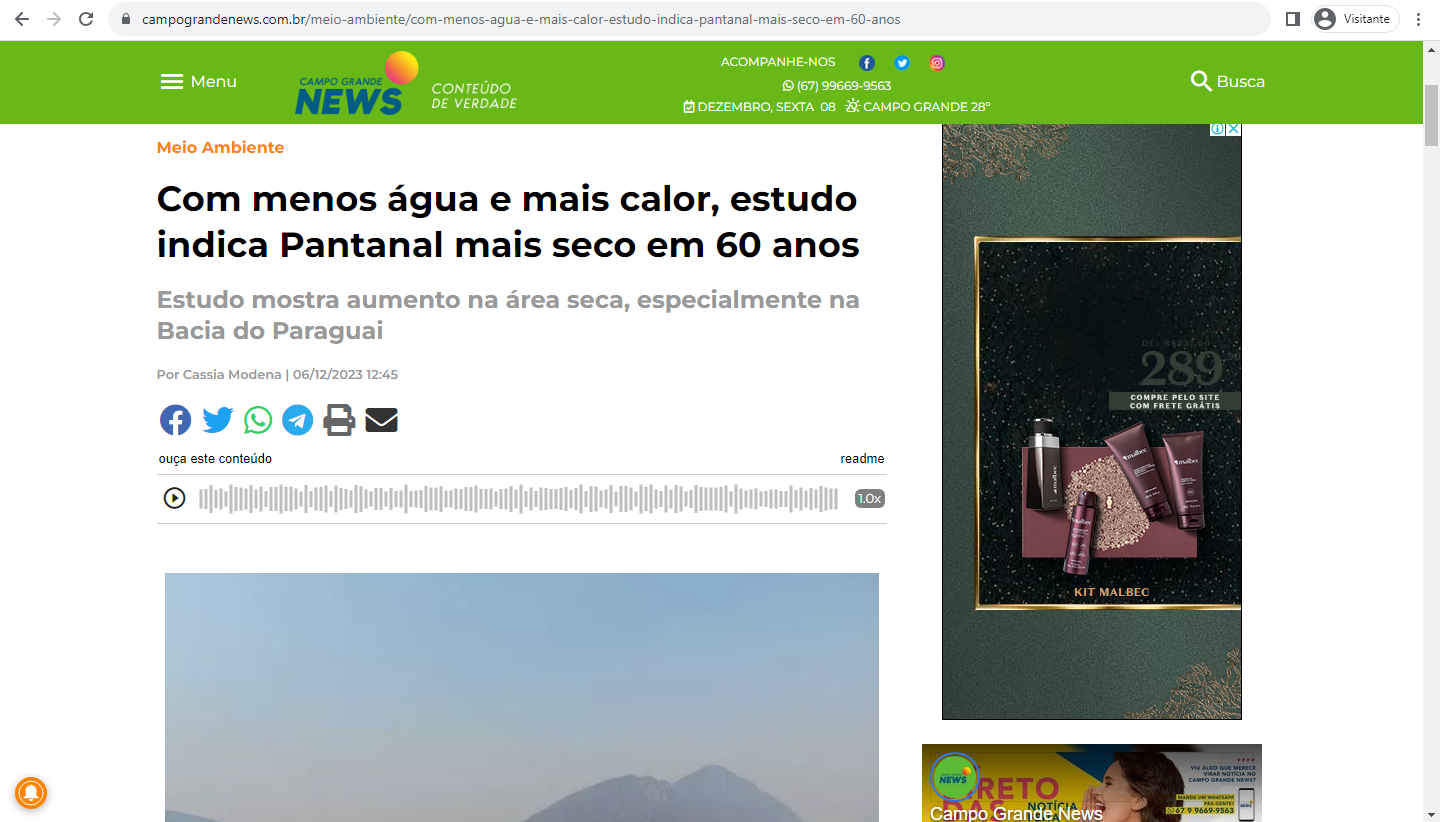 campograndenews.com.br/meio-ambiente/com-menos-agua-e-mais-calor-estudo-indica-pantanal-mais-seco-em-60-anos
Visitante
Menu
CAMPO GRANDE
NEWS
CONTEÚDO
DE VERDADE
ACOMPANHE-NOS
(67) 99669-9563
DEZEMBRO, SEXTA 08 CAMPO GRANDE 28º
Busca
Meio Ambiente
Com menos água e mais calor, estudo
indica Pantanal mais seco em 60 anos
Estudo mostra aumento na área seca, especialmente na
Bacia do Paraguai
Por Cassia Modena | 06/12/2023 12:45
ouça este conteúdo
readme
1.0x
289
COMPRE PELO SITE
COM FRETE GRÁTIS
malbec
malbec
malbec
malbec
KIT MALBEC
NEWS
DAS
NOTÍCIA
VIU ALGO QUE MERECE
VIRAR NOTÍCIA NO
CAMPO GRANDE NEWS?
MANDE UM WHATSAPP
PRA GENTE!
67 9 9669-9563
Campo Grande News